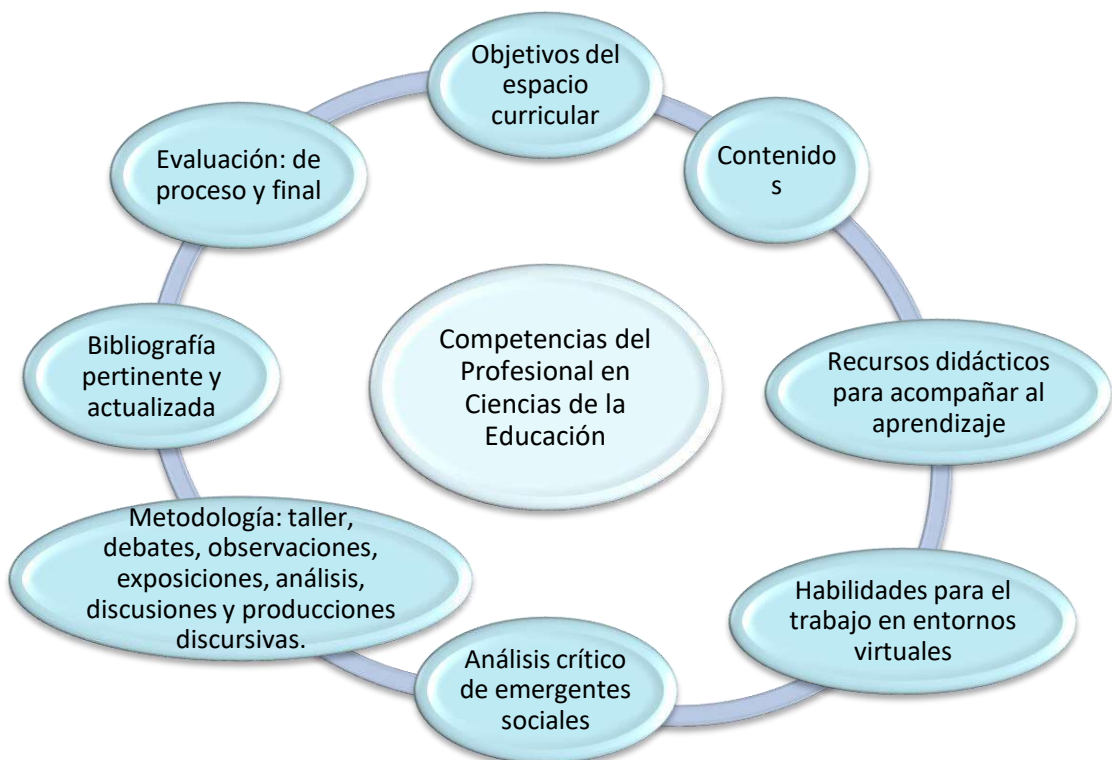 Objetivos del
espacio
curricular
Contenido
s
Recursos didácticos
para acompañar al
aprendizaje
Habilidades para el
trabajo en entornos
virtuales
Análisis crítico
de emergentes
sociales
Metodología: taller,
debates, observaciones,
exposiciones, análisis,
discusiones y producciones
discursivas.
Bibliografía
pertinente y
actualizada
Evaluación: de
proceso y final
Competencias del
Profesional en
Ciencias de la
Educación